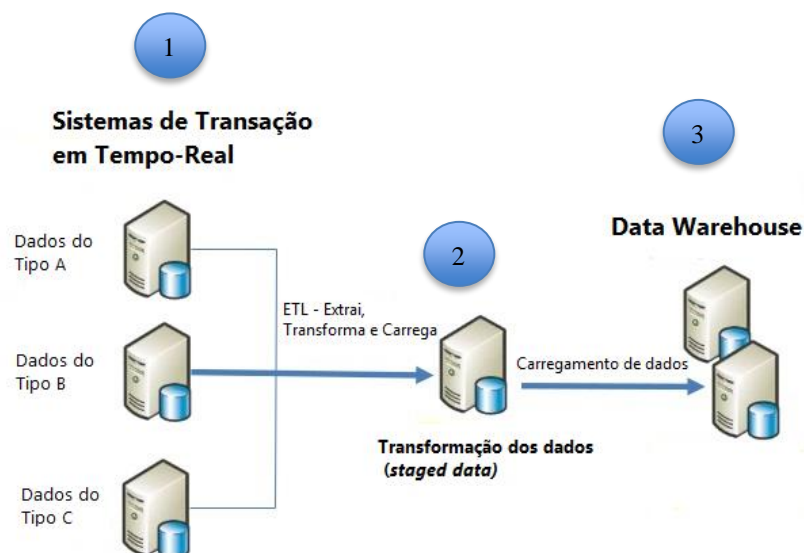 1
Sistemas de Transação
em Tempo-Real
3
Data Warehouse
Dados do
Tipo A
2
ETL - Extrai,
Transforma e Carrega
Dados do
Tipo B
Carregamento de dados
Transformação dos dados
(staged data)
Dados do
Tipo C